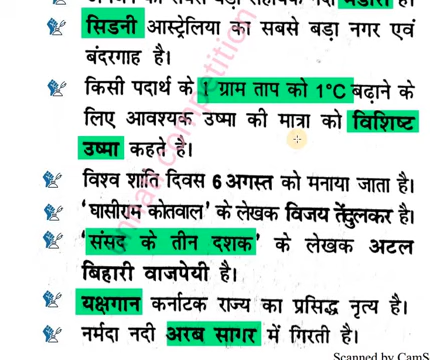 सिडनी आस्ट्रेलिया का सबसे बड़ा नगर एवं
बंदरगाह है।
किसी पदार्थ के 1 ग्राम ताप को 1°C बढ़ाने के
लिए आवश्यक उष्मा की मात्रा को विशिष्ट
उष्मा कहते है।
विश्व शांति दिवस 6 अगस्त को मनाया जाता है।
'घासीराम कोतवाल' के लेखक विजय तेंदुलकर है।
'संसद के तीन दशक' के लेखक अटल
बिहारी वाजपेयी है।
यक्षगान कर्नाटक राज्य का प्रसिद्ध नृत्य है।
नर्मदा नदी अरब सागर में गिरती है।
Scanned by CamS